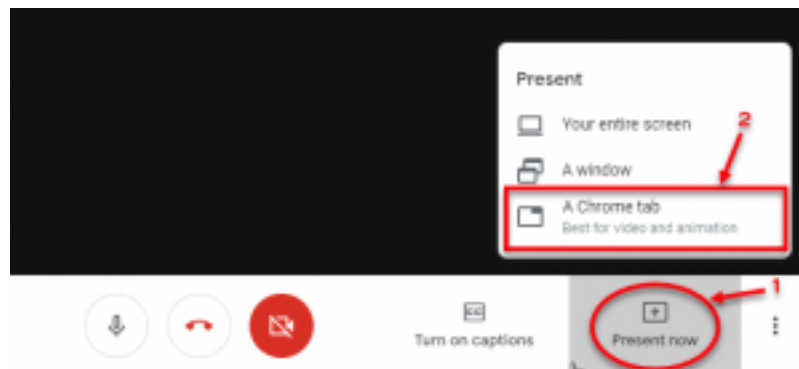 Present
Your entire screen
2
A window
A Chrome tab
Best for video and animation
1
CC
Turn on captions
Present now